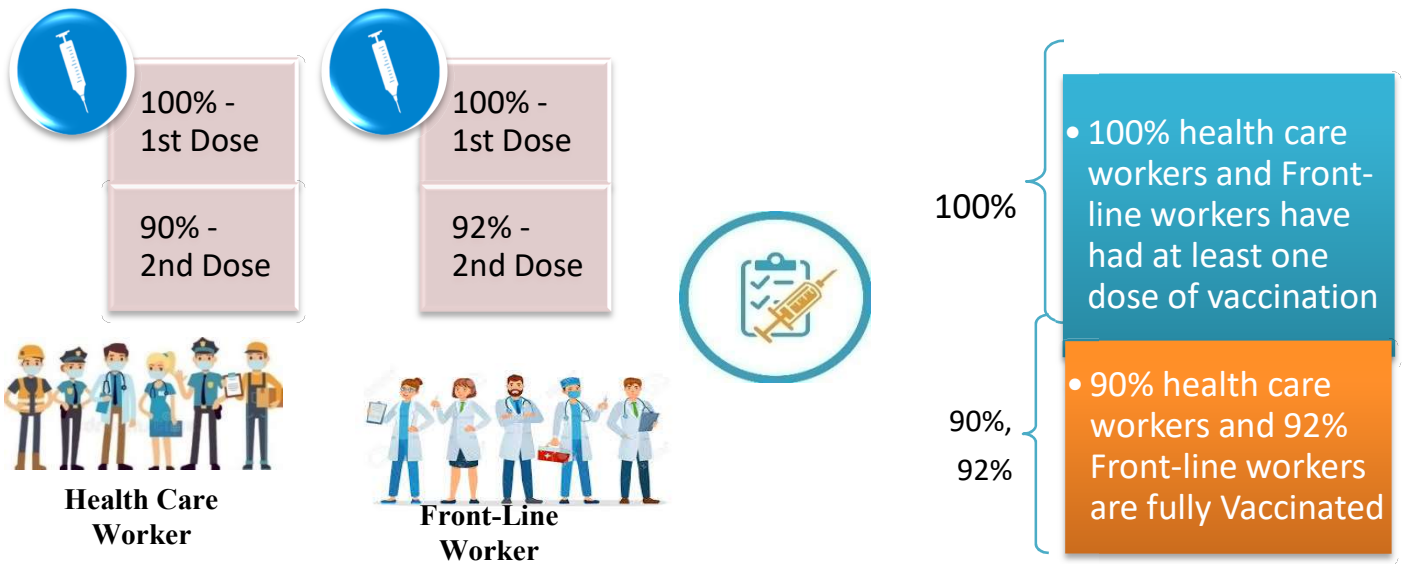 100% -
1st Dose
90% -
2nd Dose
Health Care
Worker
100% -
1st Dose
92% -
2nd Dose
Front-Line
Worker
100%
• 100% health care
workers and Front-
line workers have
had at least one
dose of vaccination
90%,
92%
• 90% health care
workers and 92%
Front-line workers
are fully Vaccinated